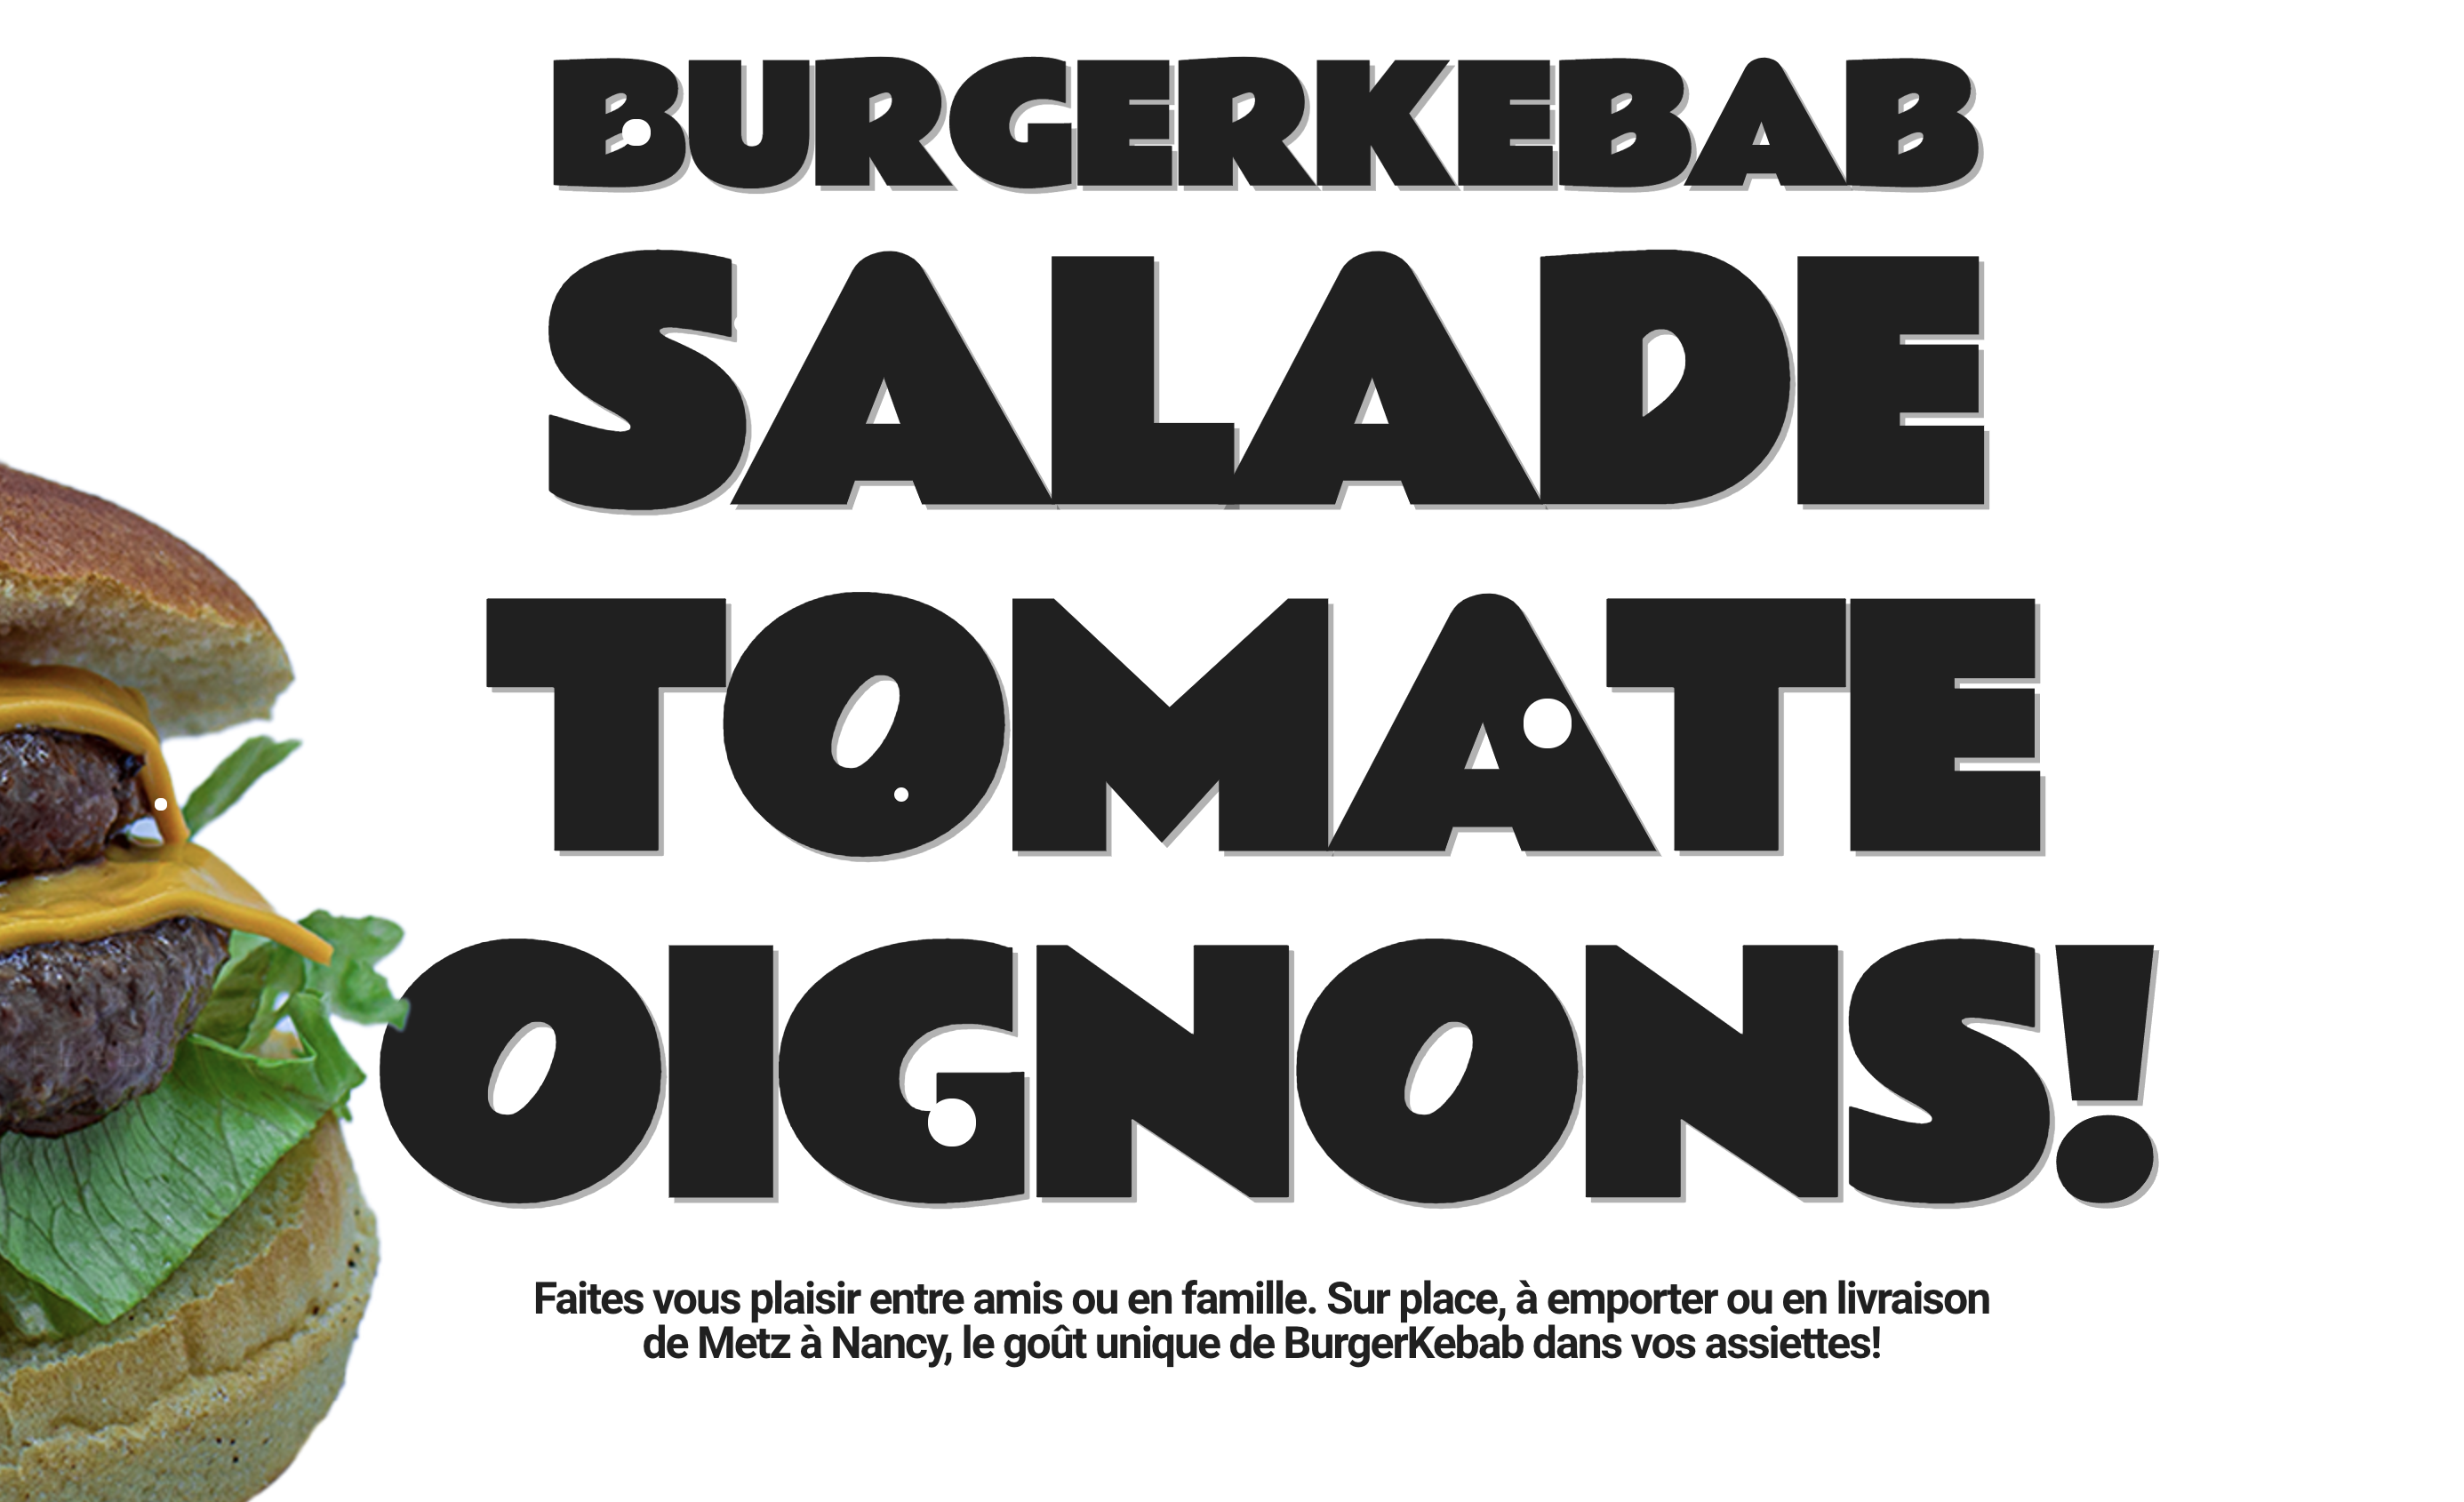 BURGERKEBAB
SALADE
TOMATE
OIGNONS!
Faites vous plaisir entre amis ou en famille. Sur place, à emporter ou en livraison
de Metz à Nancy, le goût unique de BurgerKebab dans vos assiettes!